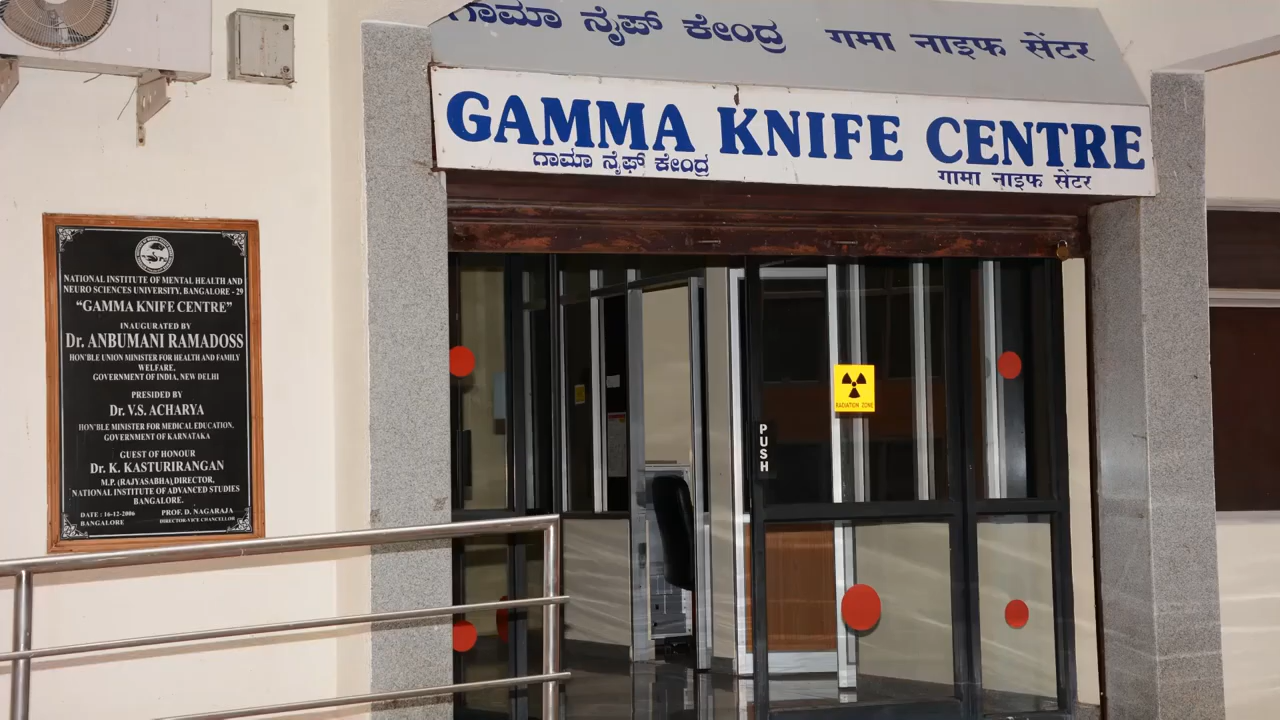 ಗಾಮಾ ನೈಫ್ ಕೇಂದ್ರ गमा नाइफ सेंटर
GAMMA KNIFE CENTRE
ಗಾಮಾ ನೈಫ್ ಕೇಂದ್ರ गामा नाइफ सेंटर
NATIONAL INSTITUTE OF MENTAL HEALTH AND
NEURO SCIENCES UNIVERSITY, BANGALORE - 29
"GAMMA KNIFE CENTRE"
INAUGURATED BY
Dr. ANBUMANI RAMADOSS
HON'BLE UNION MINISTER FOR HEALTH AND FAMILY
WELFARE,
GOVERNMENT OF INDIA, NEW DELHI
PRESIDED BY
Dr. V.S. ACHARYA
HON'BLE MINISTER FOR MEDICAL EDUCATION,
GOVERNMENT OF KARNATAKA
GUEST OF HONOUR
Dr. K. KASTURIRANGAN
M.P. (RAJYASABHA) DIRECTOR,
NATIONAL INSTITUTE OF ADVANCED STUDIES
BANGALORE.
DATE : 16-12-2006 PROF. D. NAGARAJA
BANGALORE DIRECTOR/VICE CHANCELLOR
RADIATION ZONE
PUSH